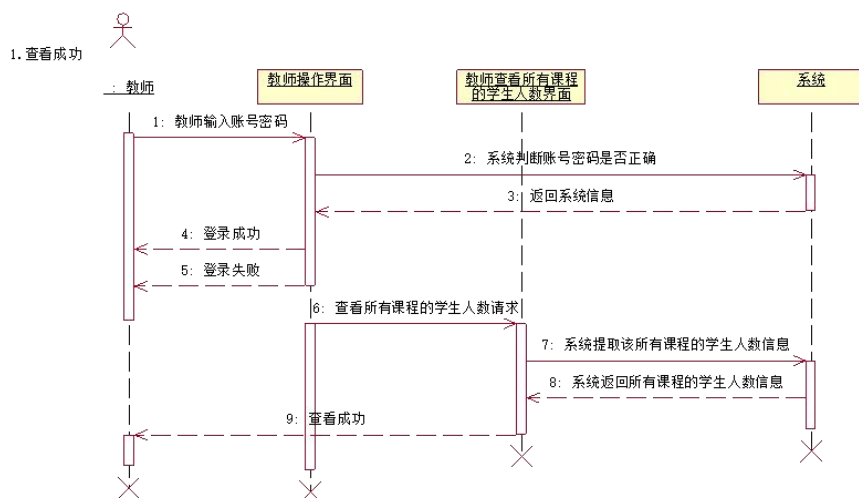 1.查看成功
: 教师
教师操作界面
教师查看所有课程
的学生人数界面
系统
1: 教师输入账号密码
2: 系统判断账号密码是否正确
3: 返回系统信息
4: 登录成功
5: 登录失败
6: 查看所有课程的学生人数请求
7: 系统提取该所有课程的学生人数信息
8: 系统返回所有课程的学生人数信息
9: 查看成功